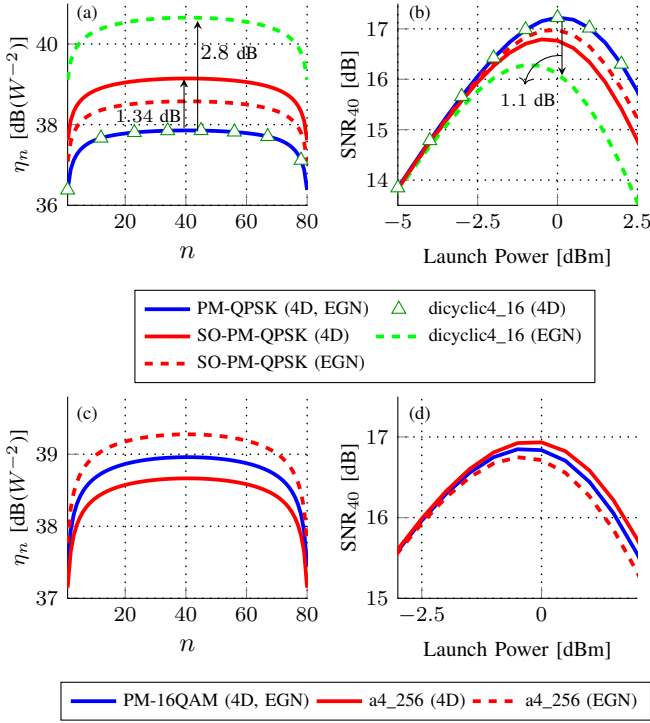 (a)
(b)
40
38
36
η_n [dB(W^−2)]
2.8 dB
1.34 dB
20 40 60 80
n
17
16
15
14
SNR_40 [dB]
1.1 dB
−5 −2.5 0 2.5
Launch Power [dBm]
PM-QPSK (4D, EGN) dicyclic4_16 (4D)
SO-PM-QPSK (4D) dicyclic4_16 (EGN)
SO-PM-QPSK (EGN)
(c)
(d)
39
38
37
η_n [dB(W^−2)]
20 40 60 80
n
17
16
15
SNR_40 [dB]
−2.5 0
Launch Power [dBm]
PM-16QAM (4D, EGN) a4_256 (4D) a4_256 (EGN)